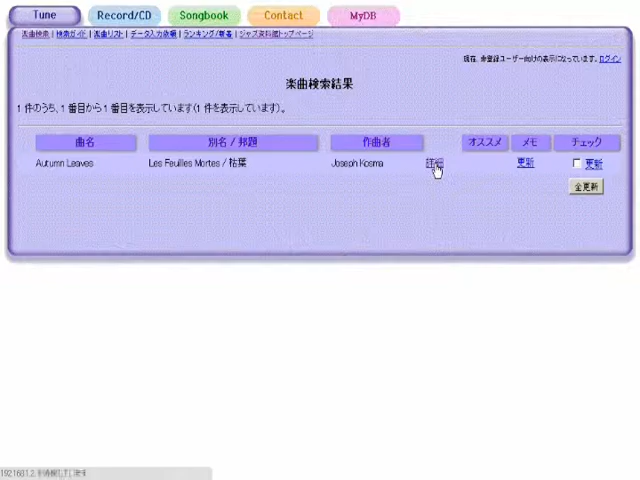 Tune Record/CD Songbook Contact MyDB
楽曲検索 | 検索ガイド | 楽曲リスト | データ入力依頼 | ランキング/新着 | ジャズ資料館トップページ
現在、非登録ユーザー向けの表示になっています。ログイン
楽曲検索結果
1 件のうち、1 番目から 1 番目を表示しています(1 件を表示しています)。
曲名 別名 / 邦題 作曲者 オススメ メモ チェック
Autumn Leaves Les Feuilles Mortes / 枯葉 Joseph Kosma 詳細 更新 更新
全更新